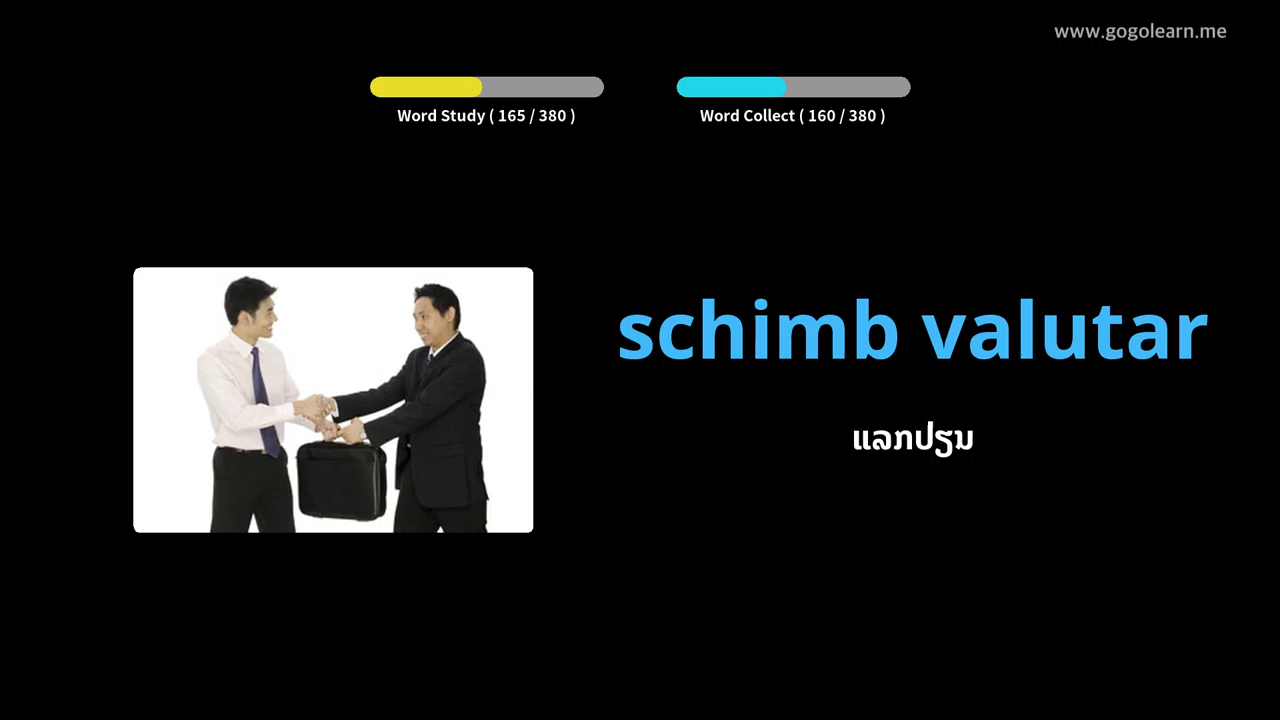 www.gogolearn.me
Word Study ( 165 / 380 )
Word Collect ( 160 / 380 )
schimb valutar
ແລກປຽນ